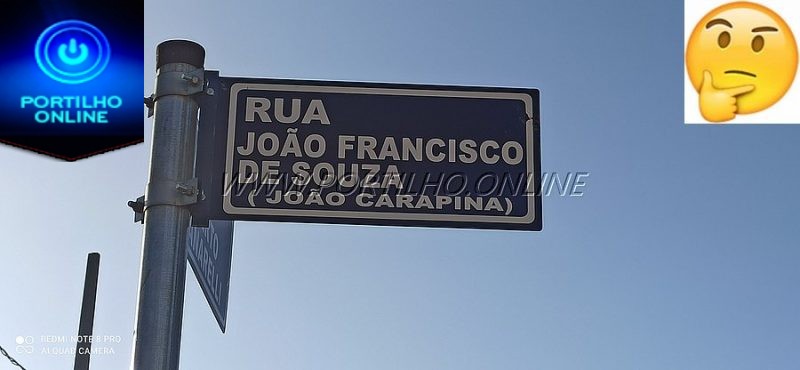 PORTILHO
ONLINE
RUA
JOÃO FRANCISCO
DE SOUZA
( JOÃO CARAPINA)
WWW.PORTILHO.ONLINE
REDMI NOTE 8 PRO
AI QUAD CAMERA